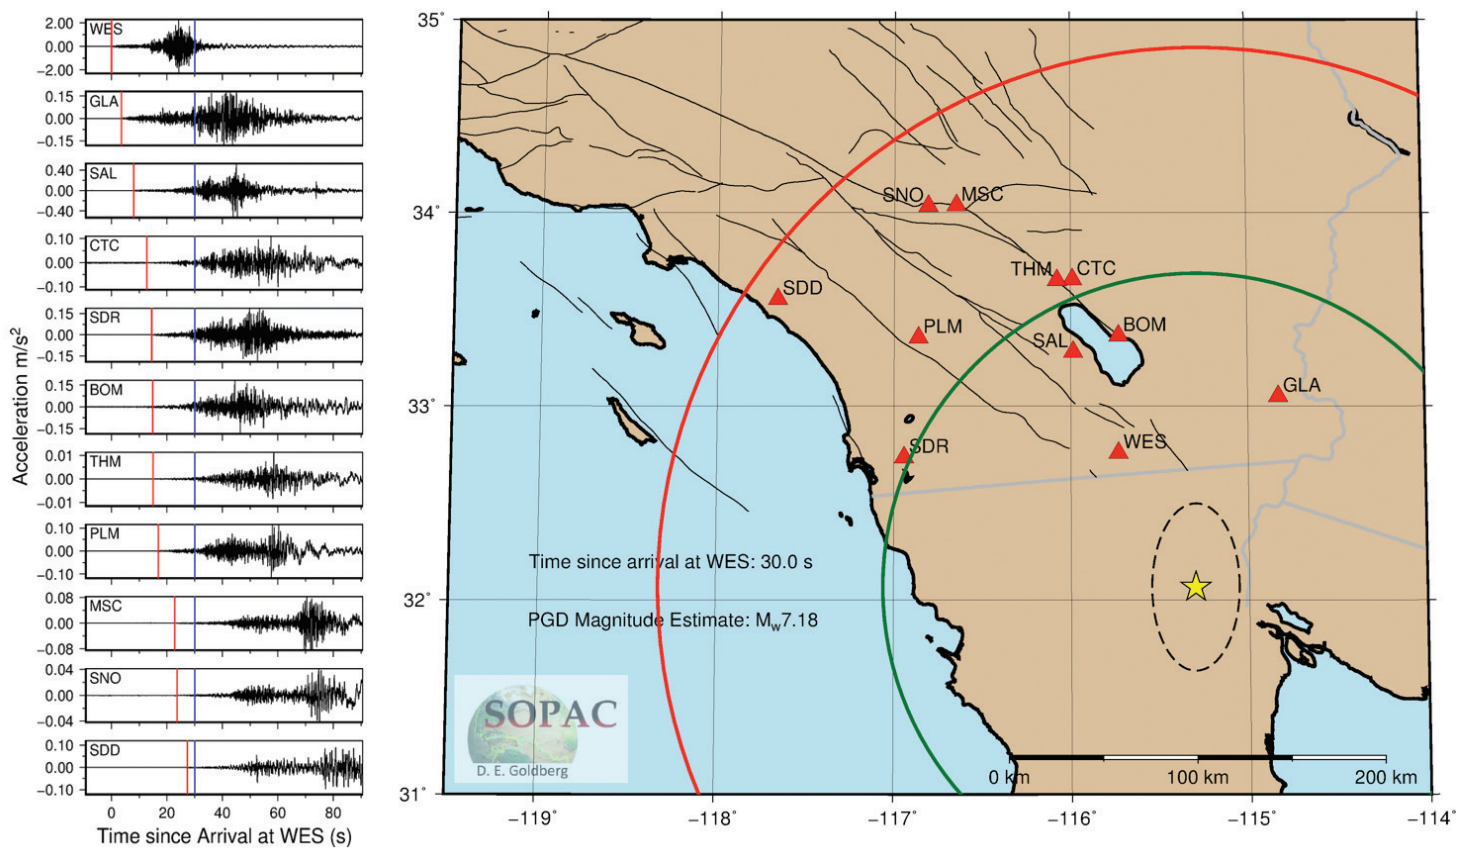 Acceleration m/s²
2.00
0.00
−2.00
WES
0.15
0.00
−0.15
GLA
0.40
0.00
−0.40
SAL
0.10
0.00
−0.10
CTC
0.15
0.00
−0.15
SDR
0.15
0.00
−0.15
BOM
0.01
0.00
−0.01
THM
0.10
0.00
−0.10
PLM
0.08
0.00
−0.08
MSC
0.04
0.00
−0.04
SNO
0.10
0.00
−0.10
SDD
0 20 40 60 80
Time since Arrival at WES (s)
35˚
34˚
33˚
32˚
31˚
SNO MSC
THM CTC
SDD
PLM
SAL
BOM
GLA
SDR
WES
Time since arrival at WES: 30.0 s
PGD Magnitude Estimate: Mw7.18
SOPAC
D. E. Goldberg
0 km 100 km 200 km
−119˚ −118˚ −117˚ −116˚ −115˚ −114˚